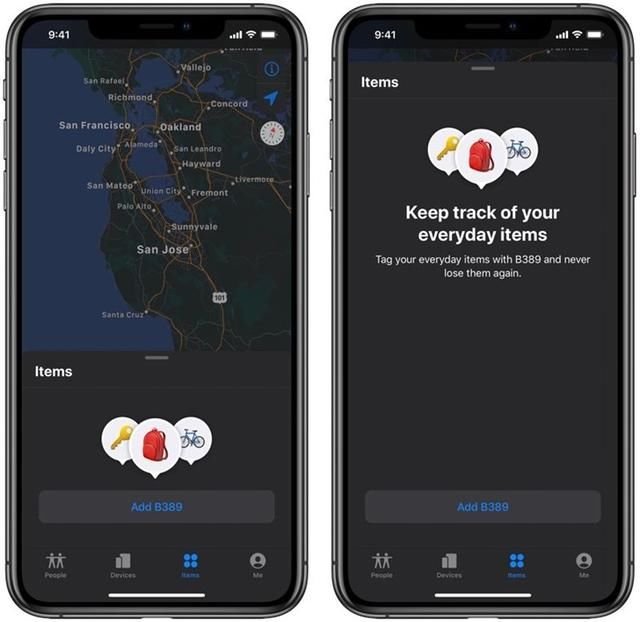 9:41
Vallejo
San Rafael
Richmond
Concord
San Francisco
Oakland
Daly City
Alameda
San Leandro
Hayward
San Mateo
Union City
Fremont
Livermore
Palo Alto
Sunnyvale
San Jose
101
Santa Cruz
Items
Add B389
People
Devices
Items
Me
9:41
Items
Keep track of your
everyday items
Tag your everyday items with B389 and never
lose them again.
Add B389
People
Devices
Items
Me